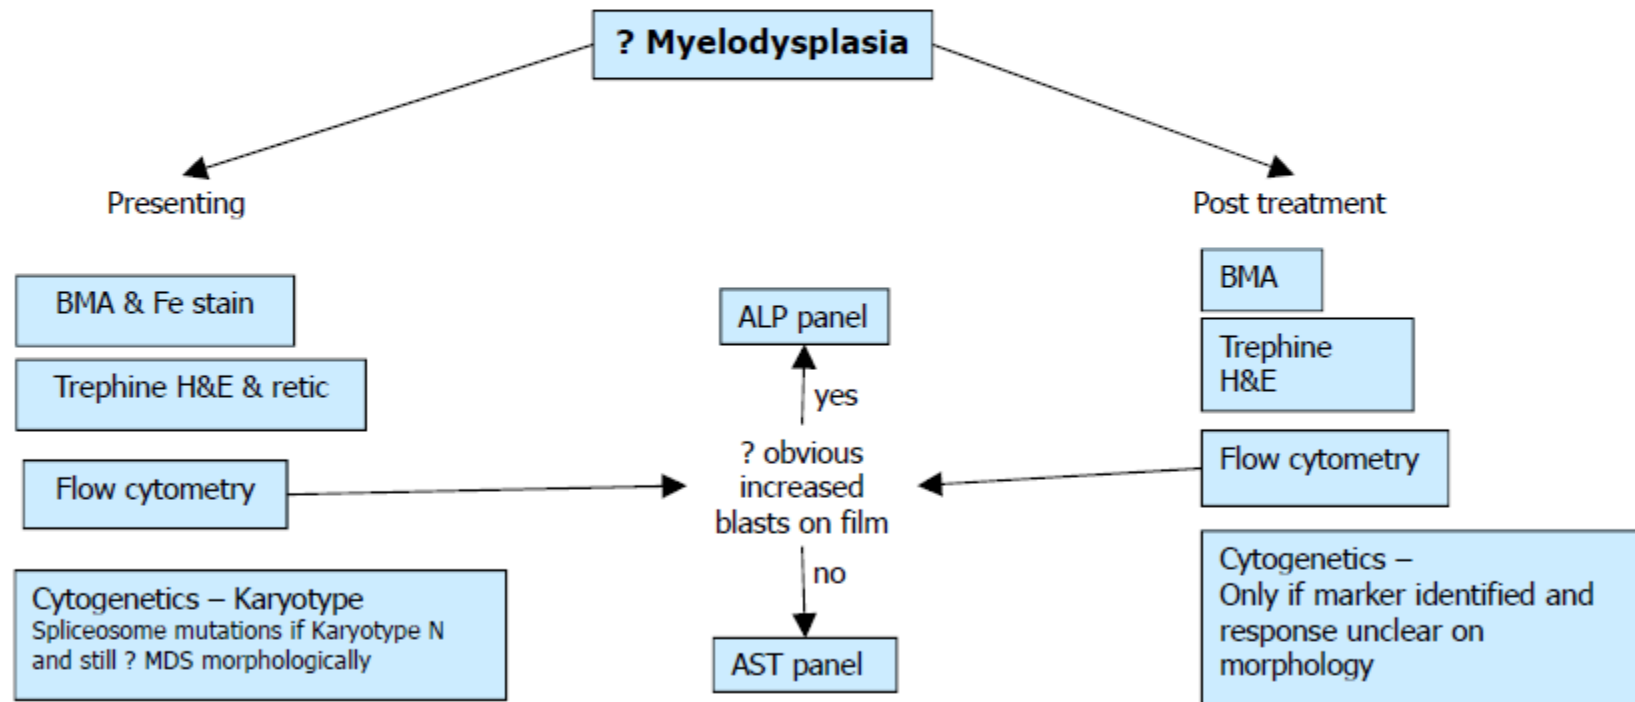 ? Myelodysplasia
Presenting
BMA & Fe stain
Trephine H&E & retic
Flow cytometry
Cytogenetics – Karyotype
Spliceosome mutations if Karyotype N
and still ? MDS morphologically
ALP panel
yes
? obvious
increased
blasts on film
no
AST panel
Post treatment
BMA
Trephine
H&E
Flow cytometry
Cytogenetics –
Only if marker identified and
response unclear on
morphology